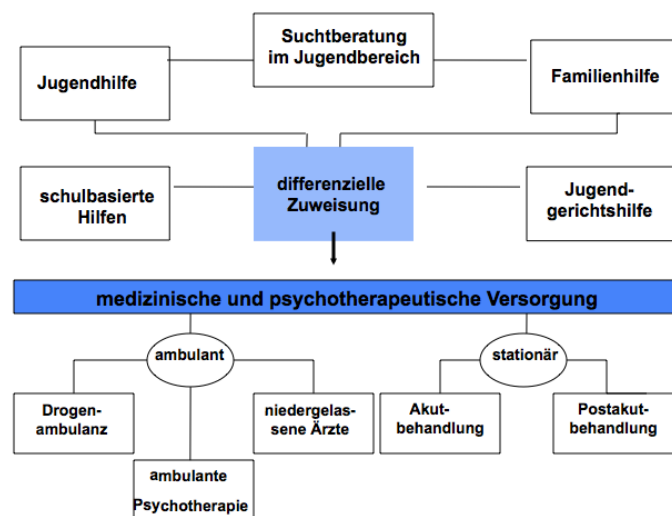 Suchtberatung
im Jugendbereich
Jugendhilfe
Familienhilfe
schulbasierte
Hilfen
differenzielle
Zuweisung
Jugend-
gerichtshilfe
medizinische und psychotherapeutische Versorgung
ambulant
stationär
Drogen-
ambulanz
niedergelas-
sene Ärzte
Akut-
behandlung
Postakut-
behandlung
ambulante
Psychotherapie